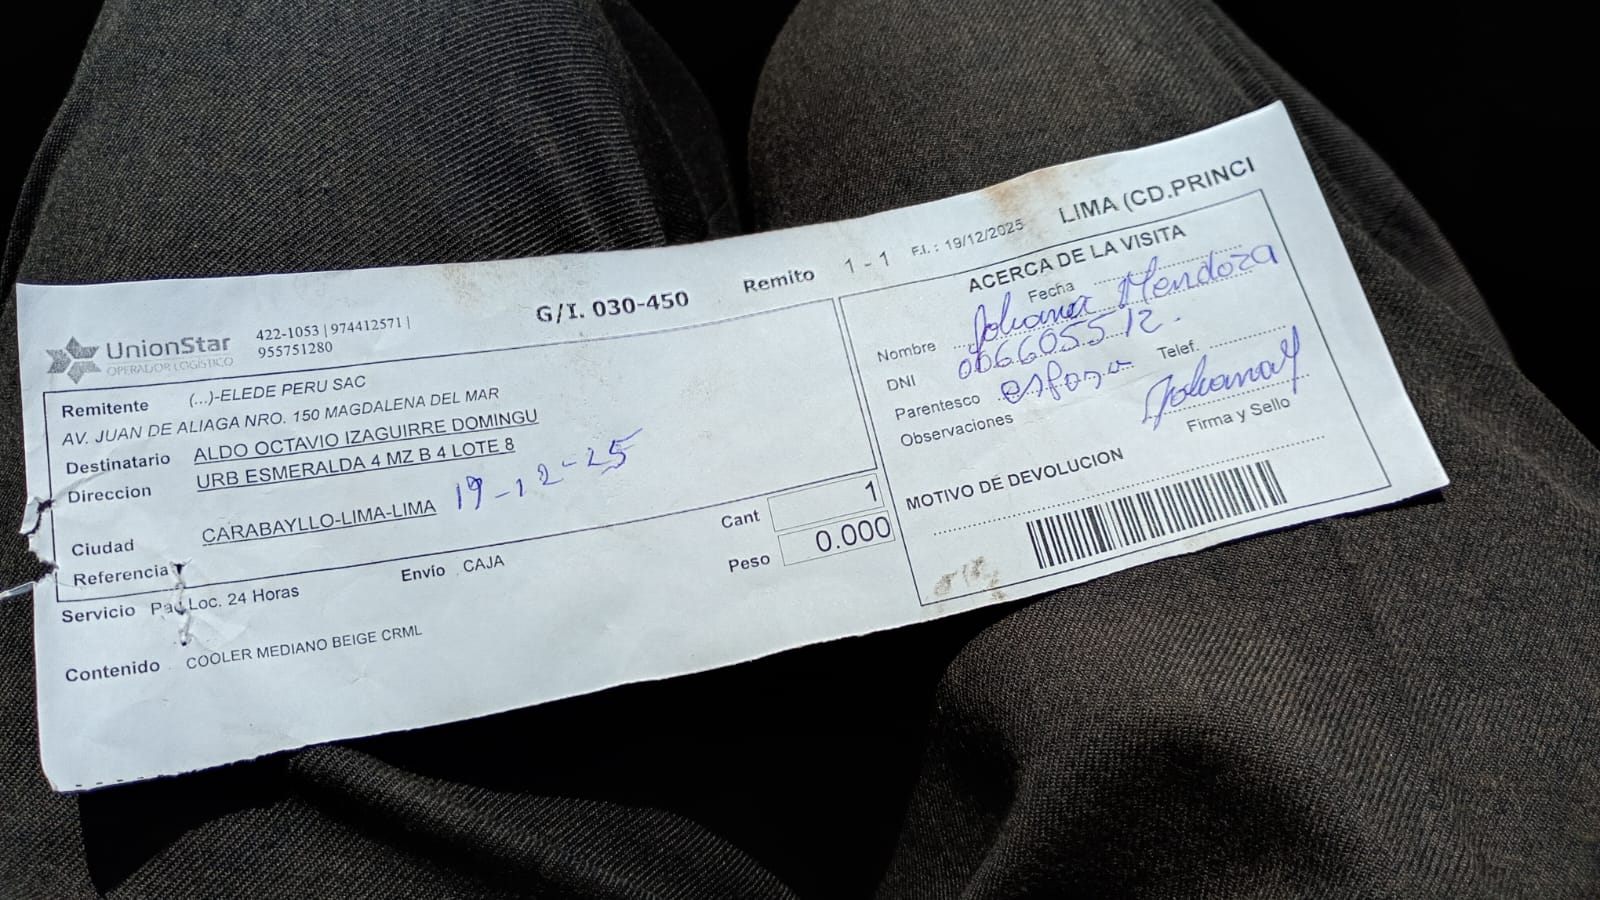 UnionStar
OPERADOR LOGÍSTICO
422-1053 | 974412571 |
955751280
G/I. 030-450
Remito 1 - 1
F.I. : 19/12/2025
LIMA (CD.PRINCI
Remitente (...)-ELEDE PERU SAC
AV. JUAN DE ALIAGA NRO. 150 MAGDALENA DEL MAR
Destinatario ALDO OCTAVIO IZAGUIRRE DOMINGU
Direccion URB ESMERALDA 4 MZ B 4 LOTE 8
19-12-25
Ciudad CARABAYLLO-LIMA-LIMA
Referencia
Cant 1
Peso 0.000
Servicio Paq Loc. 24 Horas
Envío CAJA
Contenido COOLER MEDIANO BEIGE CRML
ACERCA DE LA VISITA
Fecha
Nombre Johana Mendoza
DNI
Parentesco esposa
Telef.
Observaciones
Firma y Sello
MOTIVO DE DEVOLUCION